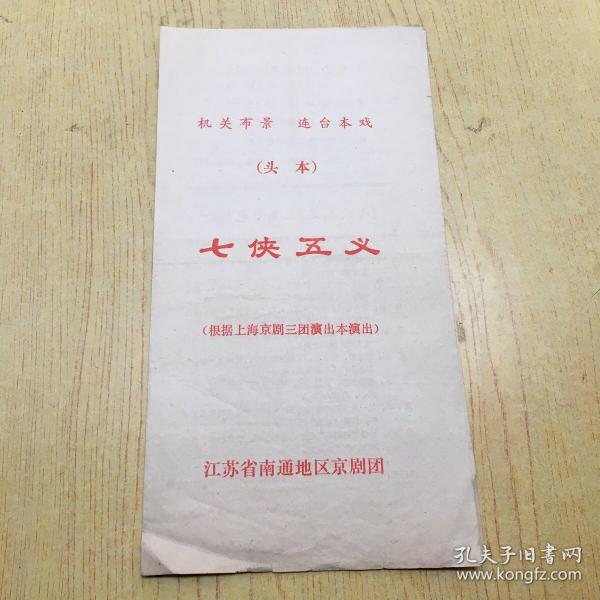 机关布景 连台本戏
（头 本）
七侠五义
（根据上海京剧三团演出本演出）
江苏省南通地区京剧团
孔夫子旧书网
www.kongfz.com